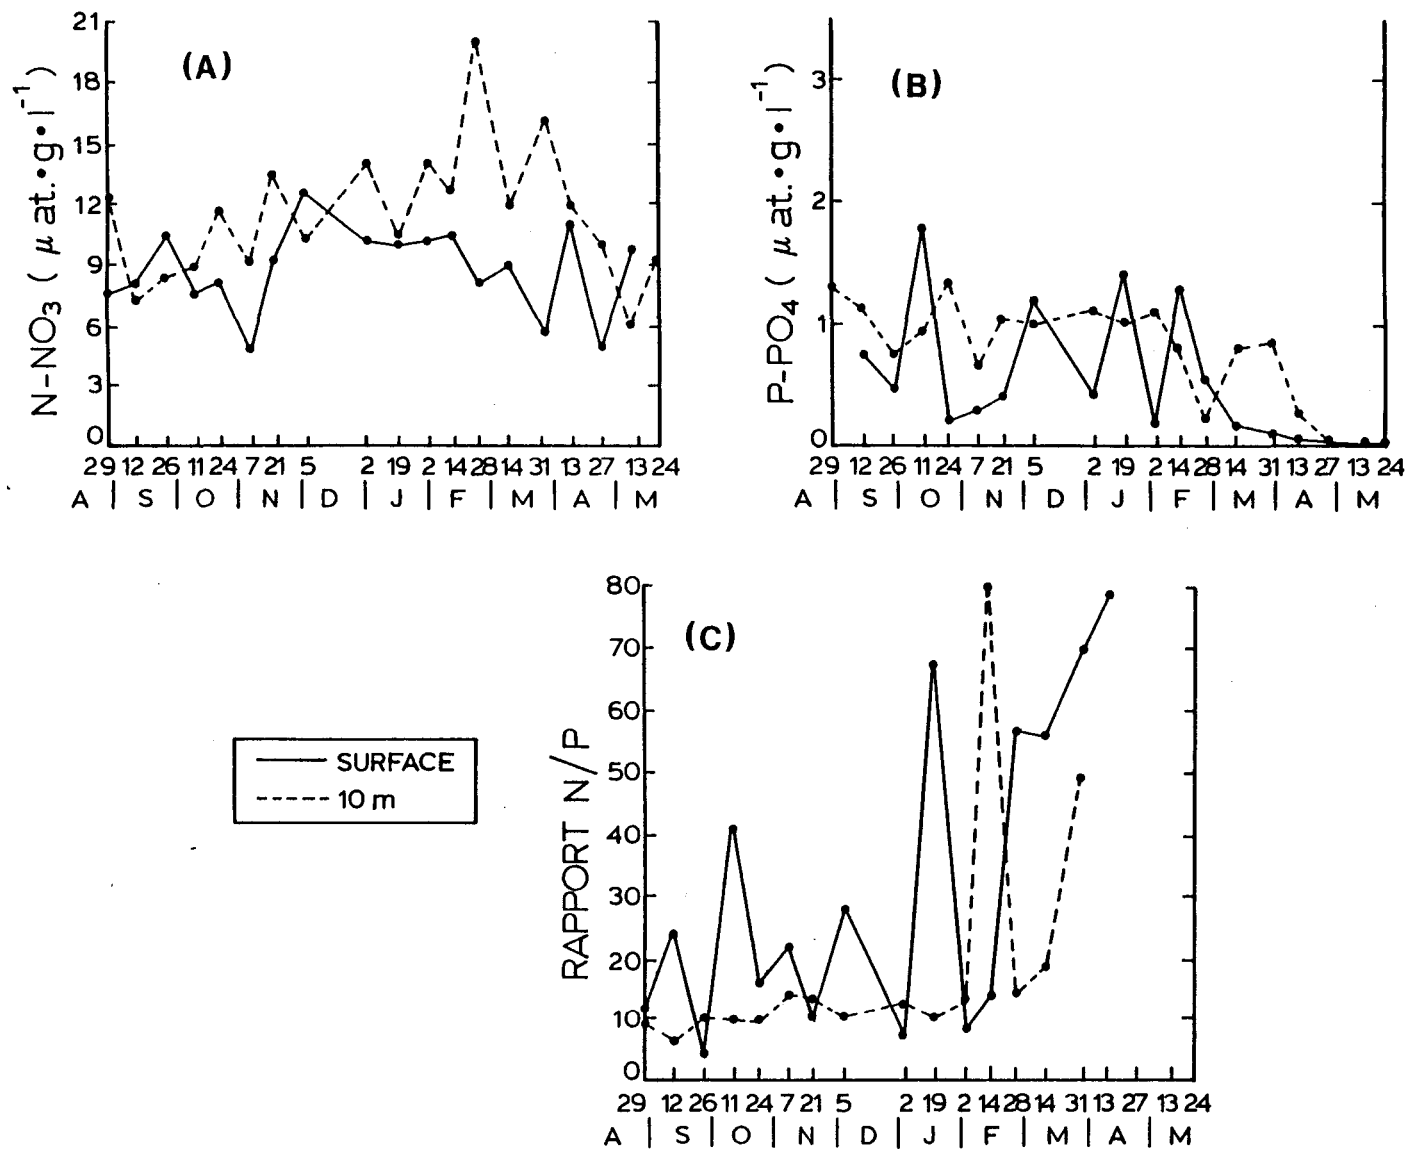 (A)
N-NO3 ( μ at.•g•l-1 )
21
18
15
12
9
6
3
0
29 12 26 11 24 7 21 5 2 19 2 14 28 14 31 13 27 13 24
A | S | O | N | D | J | F | M | A | M
(B)
P-PO4 ( μ at.•g•l-1 )
3
2
1
0
29 12 26 11 24 7 21 5 2 19 2 14 28 14 31 13 27 13 24
A | S | O | N | D | J | F | M | A | M
SURFACE
10 m
(C)
RAPPORT N/P
80
70
60
50
40
30
20
10
0
29 12 26 11 24 7 21 5 2 19 2 14 28 14 31 13 27 13 24
A | S | O | N | D | J | F | M | A | M